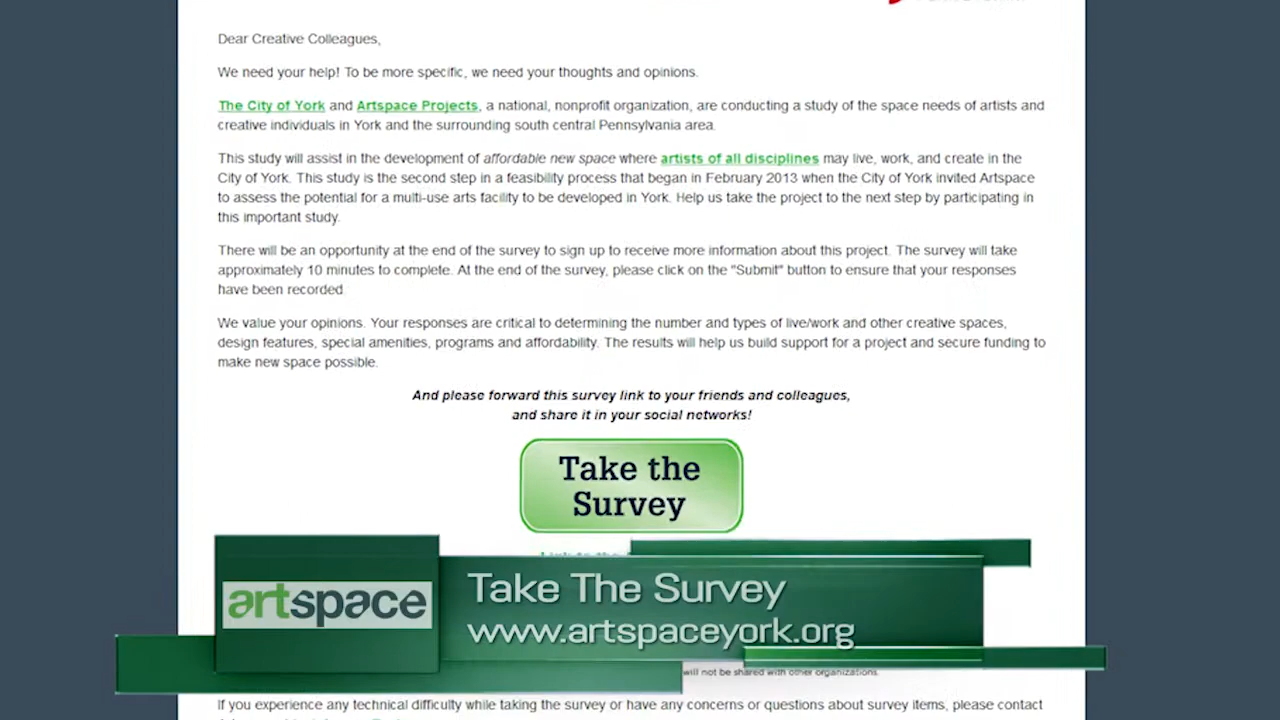 Dear Creative Colleagues,
We need your help! To be more specific, we need your thoughts and opinions.
The City of York and Artspace Projects, a national, nonprofit organization, are conducting a study of the space needs of artists and
creative individuals in York and the surrounding south central Pennsylvania area.
This study will assist in the development of affordable new space where artists of all disciplines may live, work, and create in the
City of York. This study is the second step in a feasibility process that began in February 2013 when the City of York invited Artspace
to assess the potential for a multi-use arts facility to be developed in York. Help us take the project to the next step by participating in
this important study.
There will be an opportunity at the end of the survey to sign up to receive more information about this project. The survey will take
approximately 10 minutes to complete. At the end of the survey, please click on the "Submit" button to ensure that your responses
have been recorded.
We value your opinions. Your responses are critical to determining the number and types of live/work and other creative spaces,
design features, special amenities, programs and affordability. The results will help us build support for a project and secure funding to
make new space possible.
And please forward this survey link to your friends and colleagues,
and share it in your social networks!
Take the
Survey
artspace
Take The Survey
www.artspaceyork.org
will not be shared with other organizations.
If you experience any technical difficulty while taking the survey or have any concerns or questions about survey items, please contact